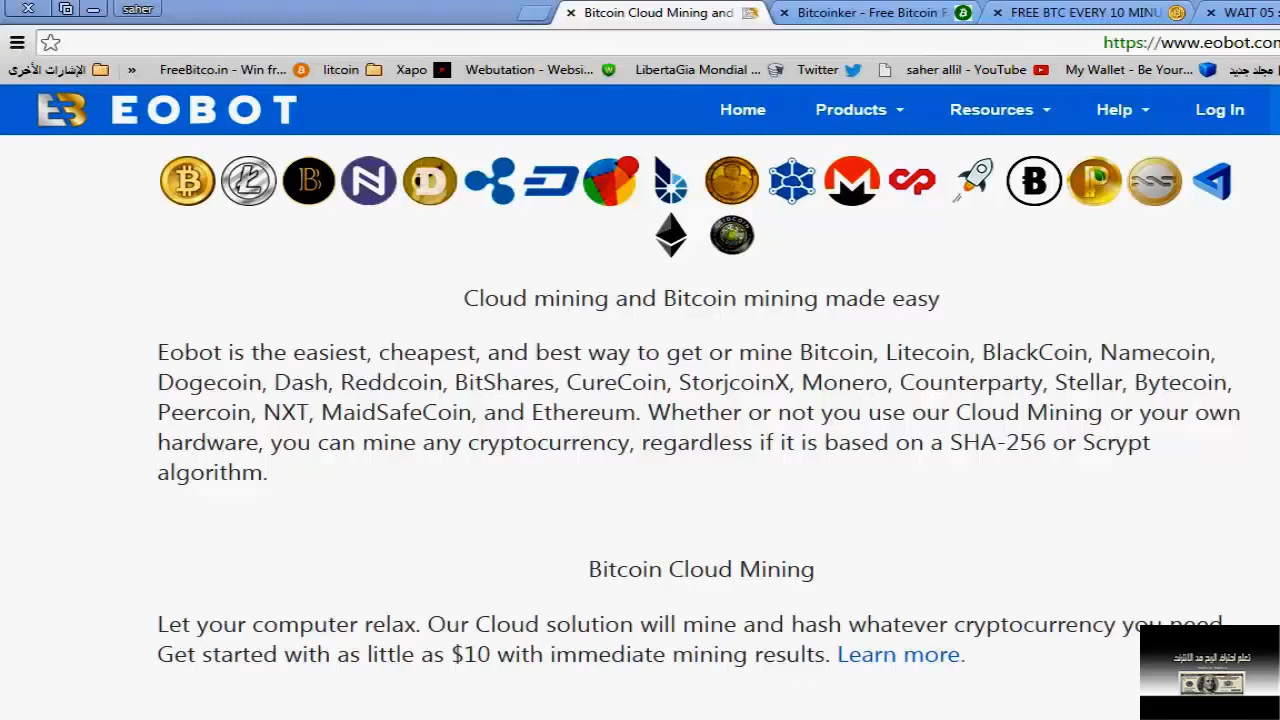 saher
Bitcoin Cloud Mining and
Bitcoinker - Free Bitcoin F
FREE BTC EVERY 10 MINU
WAIT 05 :
https://www.eobot.com
الإشارات الأخرى
»
FreeBitco.in - Win fr...
litcoin
Xapo
Webutation - Websi...
LibertaGia Mondial ...
Twitter
saher allil - YouTube
My Wallet - Be Your...
مجلد جديد
EOBOT
Home
Products
Resources
Help
Log In
Cloud mining and Bitcoin mining made easy
Eobot is the easiest, cheapest, and best way to get or mine Bitcoin, Litecoin, BlackCoin, Namecoin,
Dogecoin, Dash, Reddcoin, BitShares, CureCoin, StorjcoinX, Monero, Counterparty, Stellar, Bytecoin,
Peercoin, NXT, MaidSafeCoin, and Ethereum. Whether or not you use our Cloud Mining or your own
hardware, you can mine any cryptocurrency, regardless if it is based on a SHA-256 or Scrypt
algorithm.
Bitcoin Cloud Mining
Let your computer relax. Our Cloud solution will mine and hash whatever cryptocurrency you need.
Get started with as little as $10 with immediate mining results. Learn more.
تعلم احتراف الربح من الانترنت